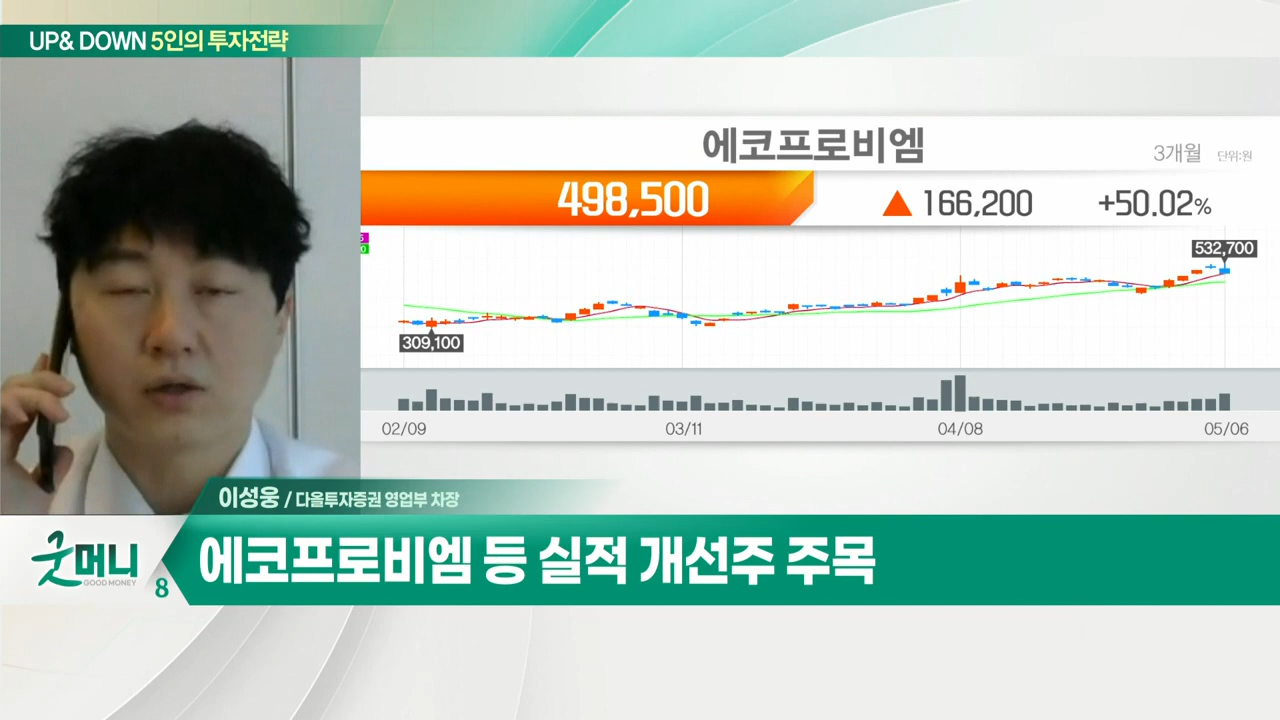 UP& DOWN 5인의 투자전략
에코프로비엠
3개월 단위:원
498,500 ▲ 166,200 +50.02%
532,700
309,100
02/09 03/11 04/08 05/06
이성웅 / 다올투자증권 영업부 차장
굿머니
GOOD MONEY
8
에코프로비엠 등 실적 개선주 주목